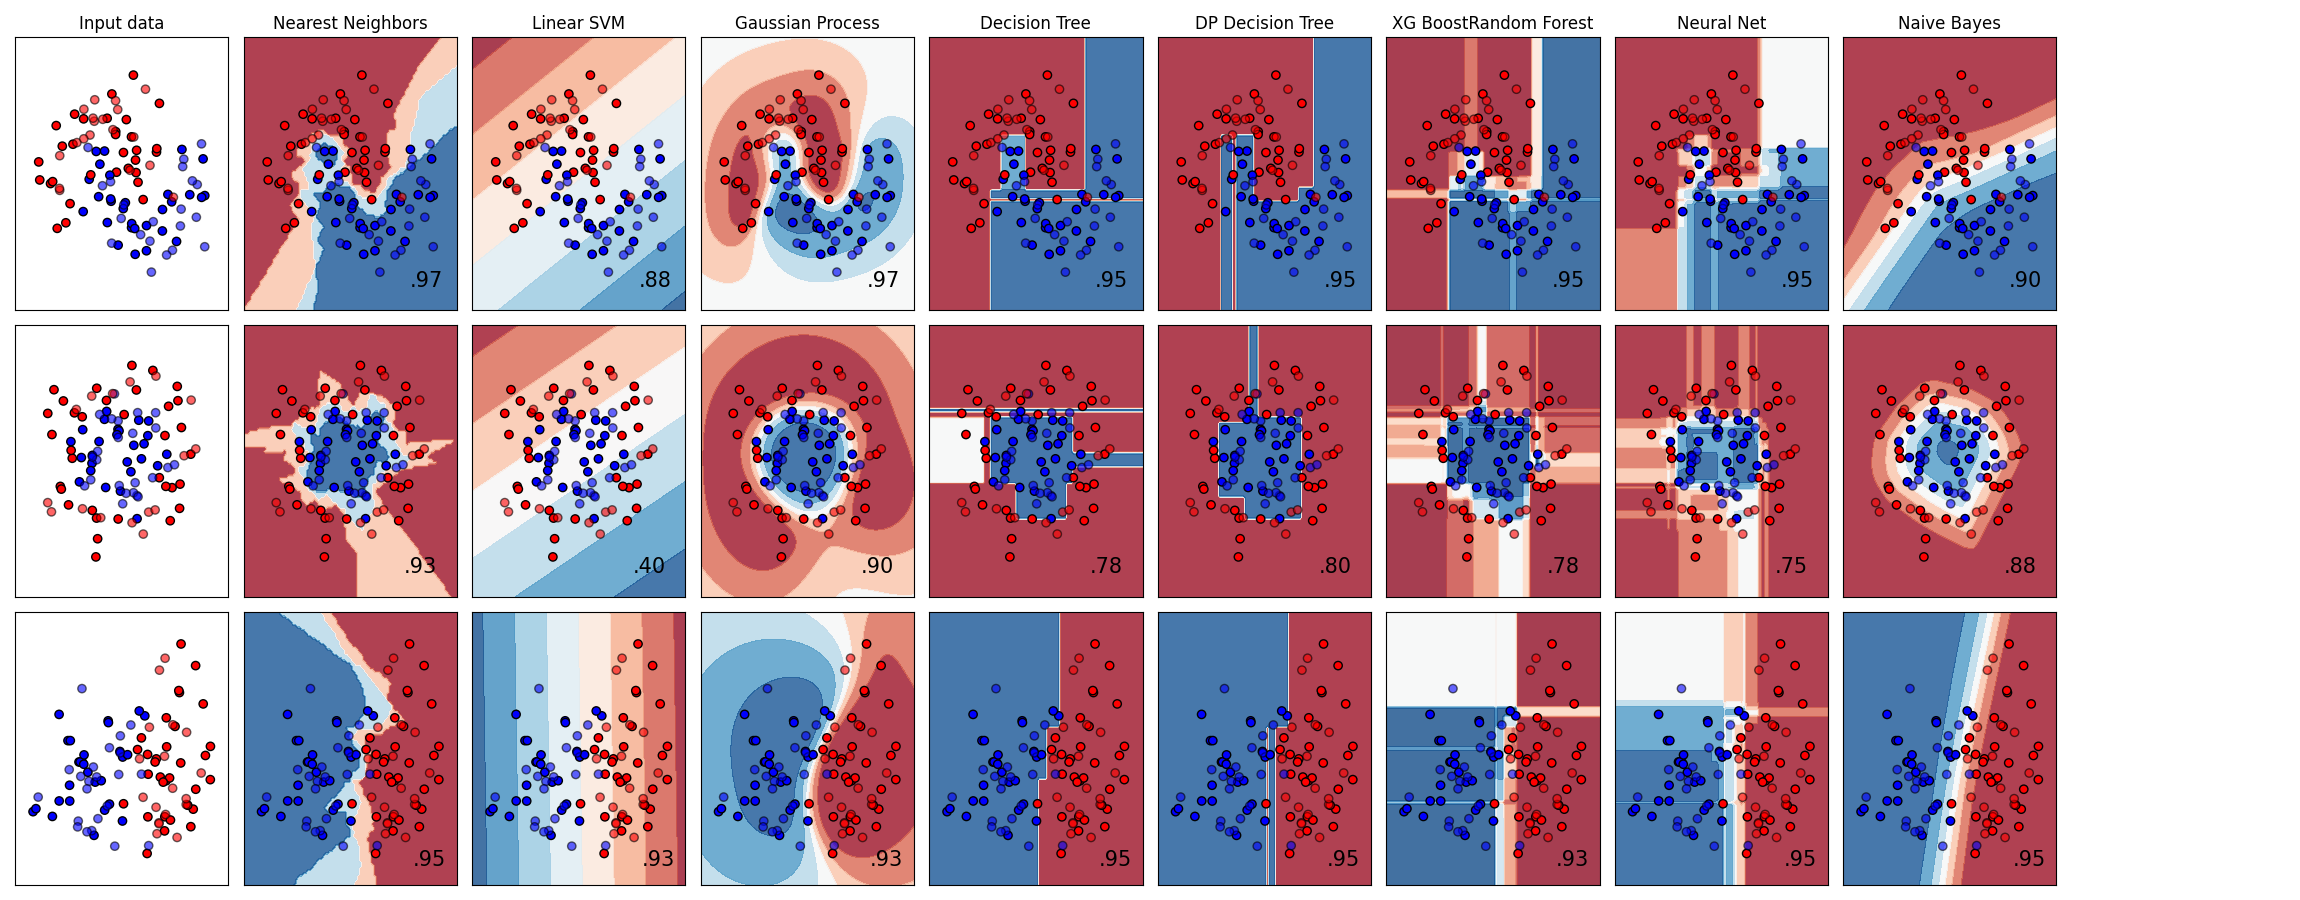 Input data Nearest Neighbors Linear SVM Gaussian Process Decision Tree DP Decision Tree XG BoostRandom Forest Neural Net Naive Bayes
.97 .88 .97 .95 .95 .95 .95 .90
.93 .40 .90 .78 .80 .78 .75 .88
.95 .93 .93 .95 .95 .93 .95 .95